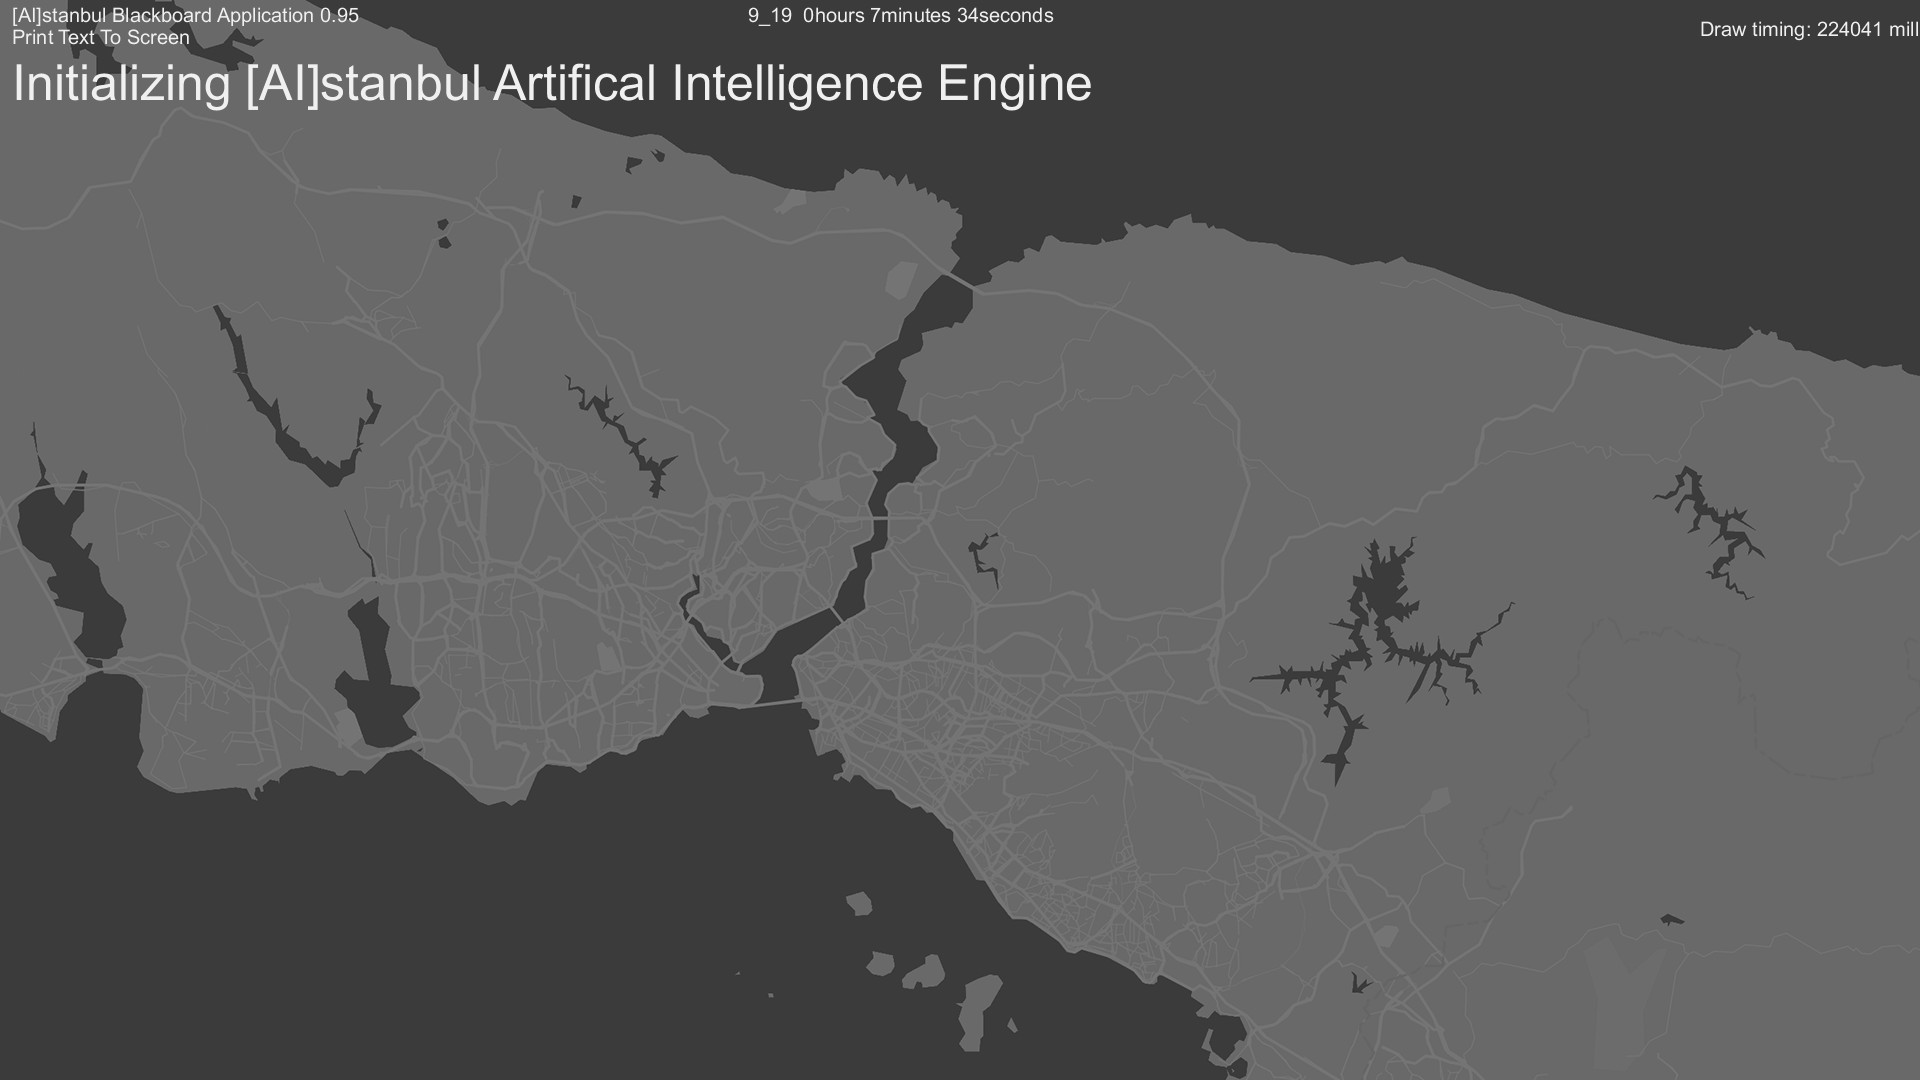 [AI]stanbul Blackboard Application 0.95
9_19 0hours 7minutes 34seconds
Draw timing: 224041 mill
Print Text To Screen
Initializing [AI]stanbul Artifical Intelligence Engine